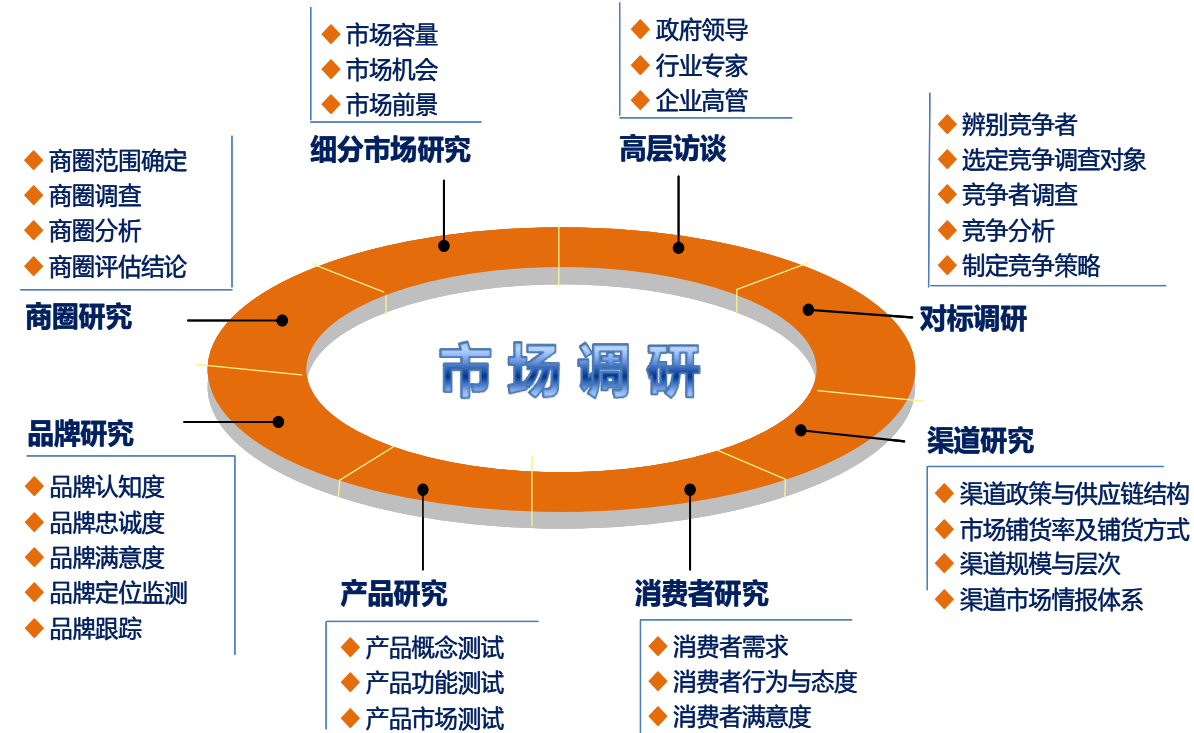 市场容量
市场机会
市场前景
细分市场研究
政府领导
行业专家
企业高管
高层访谈
辨别竞争者
选定竞争调查对象
竞争者调查
竞争分析
制定竞争策略
对标调研
商圈范围确定
商圈调查
商圈分析
商圈评估结论
商圈研究
市场调研
品牌研究
品牌认知度
品牌忠诚度
品牌满意度
品牌定位监测
品牌跟踪
产品研究
产品概念测试
产品功能测试
产品市场测试
消费者研究
消费者需求
消费者行为与态度
消费者满意度
渠道研究
渠道政策与供应链结构
市场铺货率及铺货方式
渠道规模与层次
渠道市场情报体系